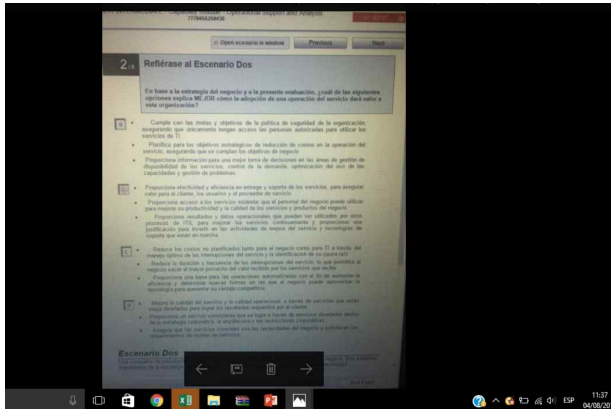 Operational Support and Analysis
Open scenario in window Previous Next
2/8 Refiérase al Escenario Dos
En base a la estrategia del negocio y a la presente evaluación, ¿cuál de las siguientes
opciones explica MEJOR cómo la adopción de una operación del servicio dará valor a
esta organización?
• Cumple con las metas y objetivos de la política de seguridad de la organización,
asegurando que únicamente tengan acceso las personas autorizadas para utilizar los
servicios de TI
• Planifica para los objetivos estratégicos de reducción de costos en la operación del
servicio, asegurando que se cumplan los objetivos de negocio
• Proporciona información para una mejor toma de decisiones en las áreas de gestión de
disponibilidad de los servicios, costos de la demanda, optimización del uso de las
capacidades y gestión de problemas.
• Proporciona efectividad y eficiencia en entrega y soporte de los servicios, para asegurar
valor para el cliente, los usuarios y el proveedor de servicio
• Proporciona acceso a los servicios estándar que el personal del negocio puede utilizar
para mejorar su productividad y la calidad de los servicios y productos del negocio
• Proporciona resultados y datos operacionales que pueden ser utilizados por otros
procesos de ITIL para mejorar los servicios continuamente y proporcionar una
justificación para invertir en las actividades de mejora del servicio y tecnologías de
soporte que están en marcha.
C • Reduce los costos no planificados tanto para el negocio como para TI a través del
manejo óptimo de las interrupciones del servicio y la identificación de su causa raíz
• Reduce la duración y frecuencia de las interrupciones del servicio, lo que permitirá al
negocio sacar el mayor provecho del valor recibido por los servicios que recibe
• Proporciona una base para las operaciones automatizadas con el fin de aumentar la
eficiencia y determinar nuevas formas en las que el negocio puede aprovechar la
tecnología para aumentar su ventaja competitiva
• Mejora la calidad del servicio y la calidad operacional, a través de servicios que están
mejor diseñados para lograr los resultados requeridos por el cliente.
• Proporciona un servicio consistente que se logra a través de servicios diseñados dentro
de la estrategia corporativa, la arquitectura y las restricciones corporativas
• Asegura que los servicios coinciden con las necesidades del negocio y satisfacen los
requerimientos de niveles de servicio.
Escenario Dos
ESP 11:37
04/08/20